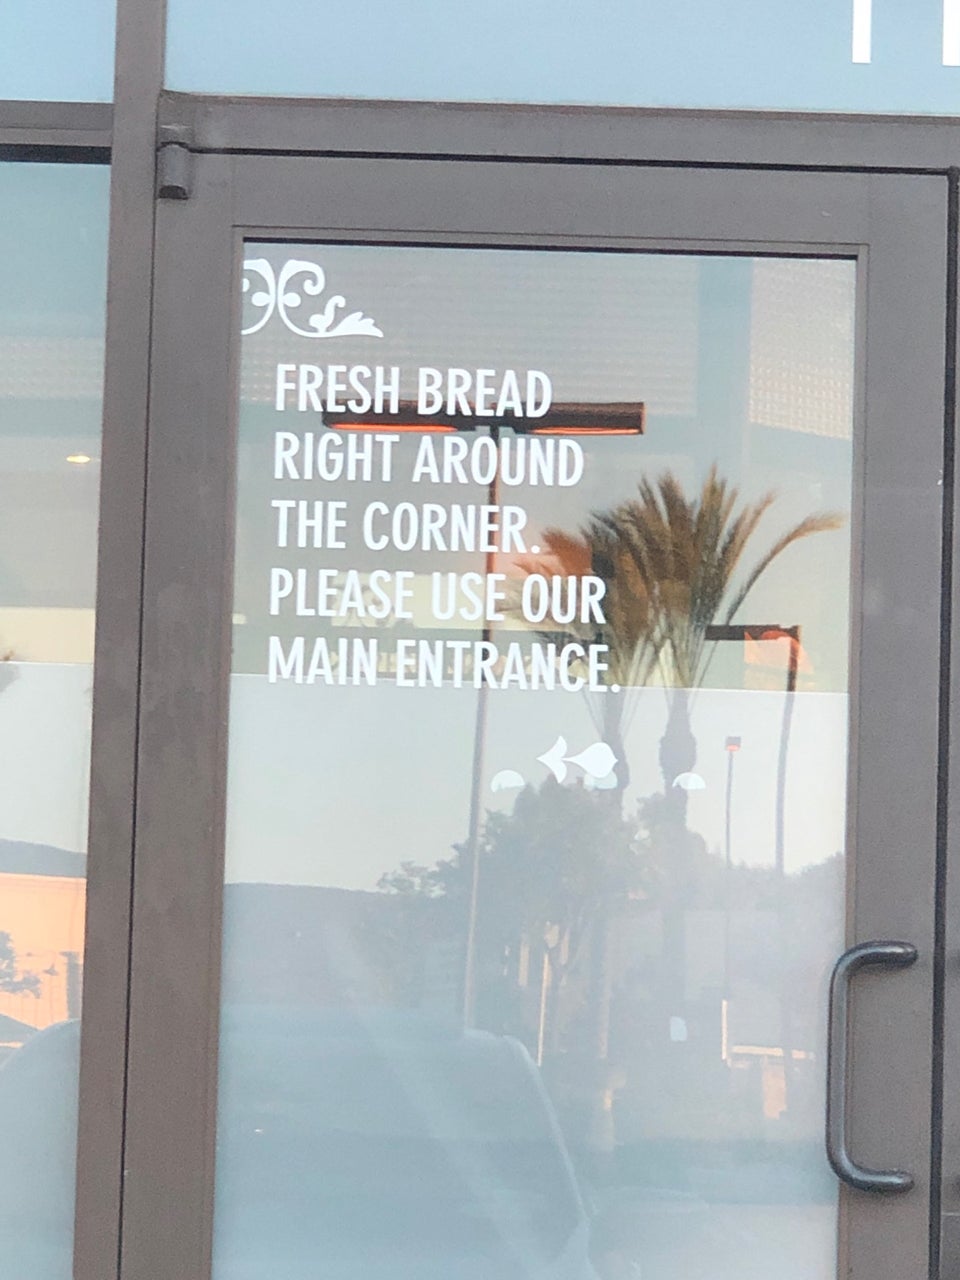 FRESH BREAD
RIGHT AROUND
THE CORNER.
PLEASE USE OUR
MAIN ENTRANCE.